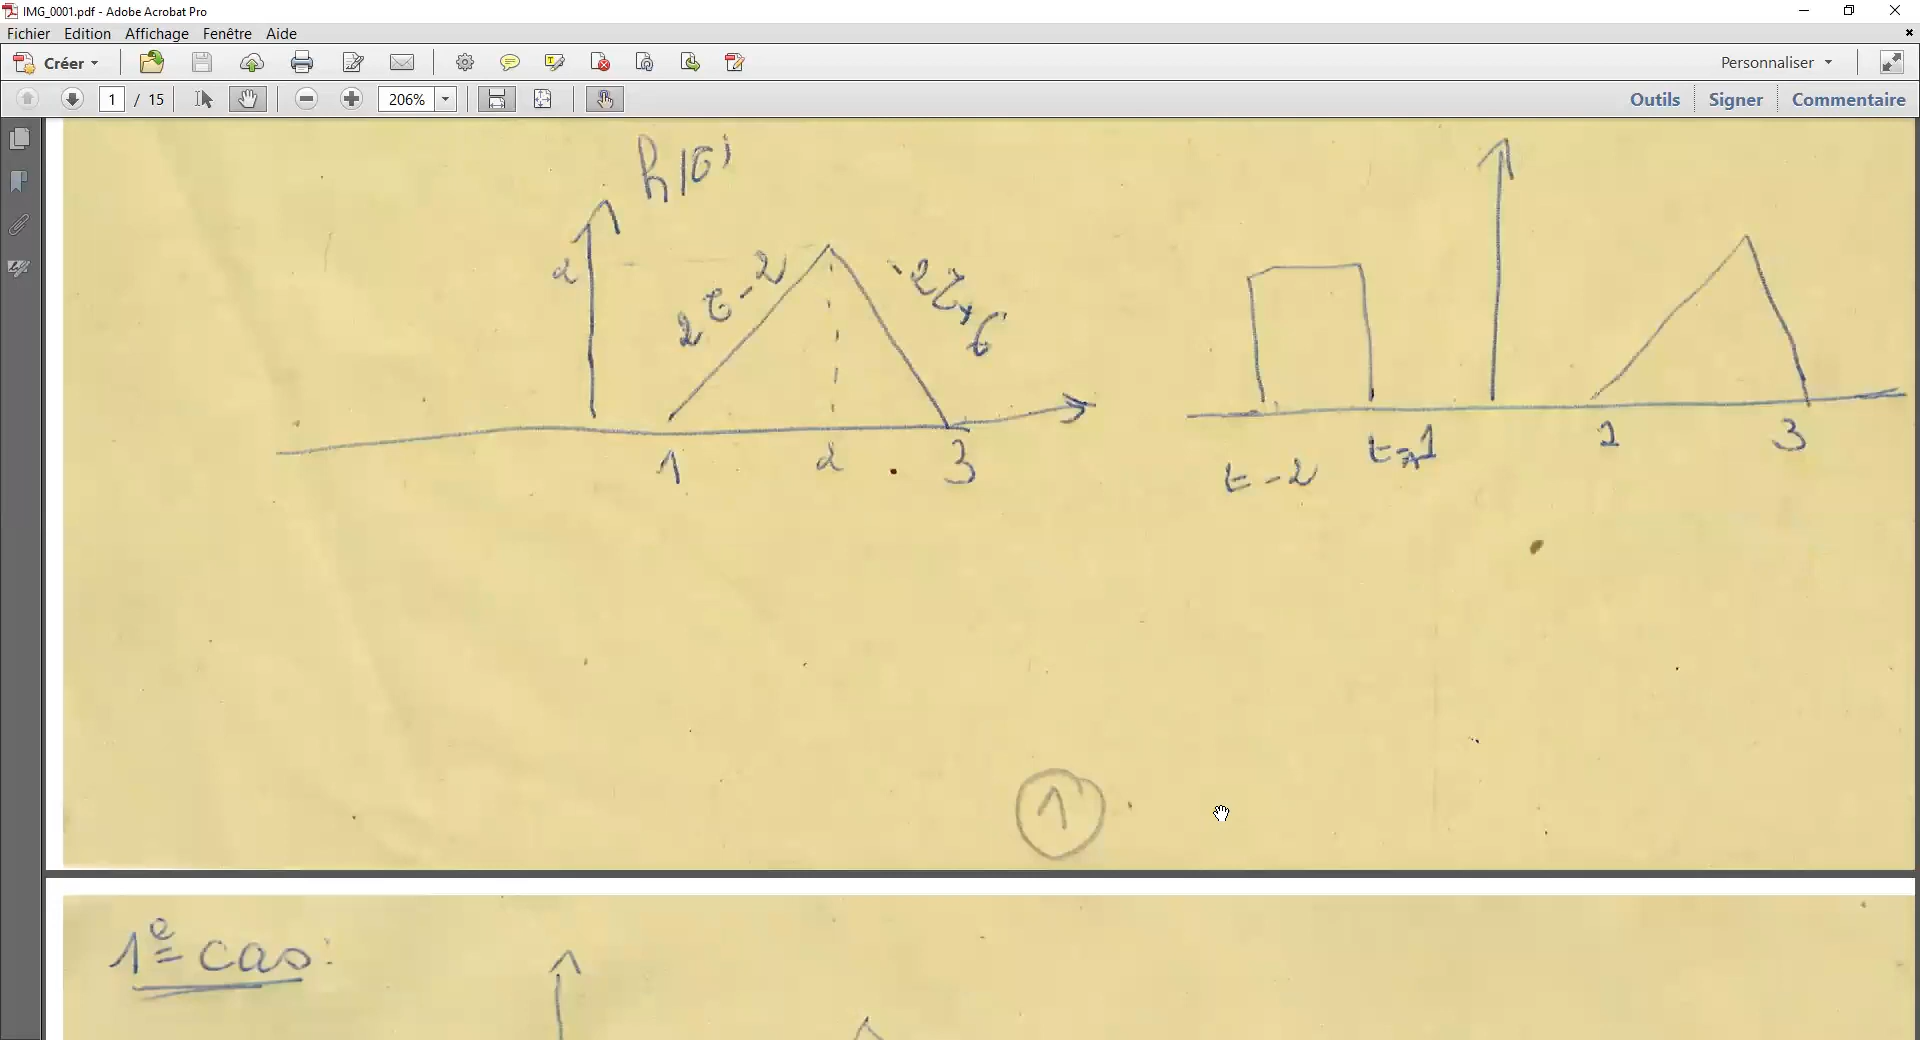 IMG_0001.pdf - Adobe Acrobat Pro
Fichier Edition Affichage Fenêtre Aide
Créer
Personnaliser
1 / 15
206%
Outils
Signer
Commentaire
h(τ)
2
2τ-2
-2τ+6
1
2
3
t-2
t-1
2
3
1
1e cas: